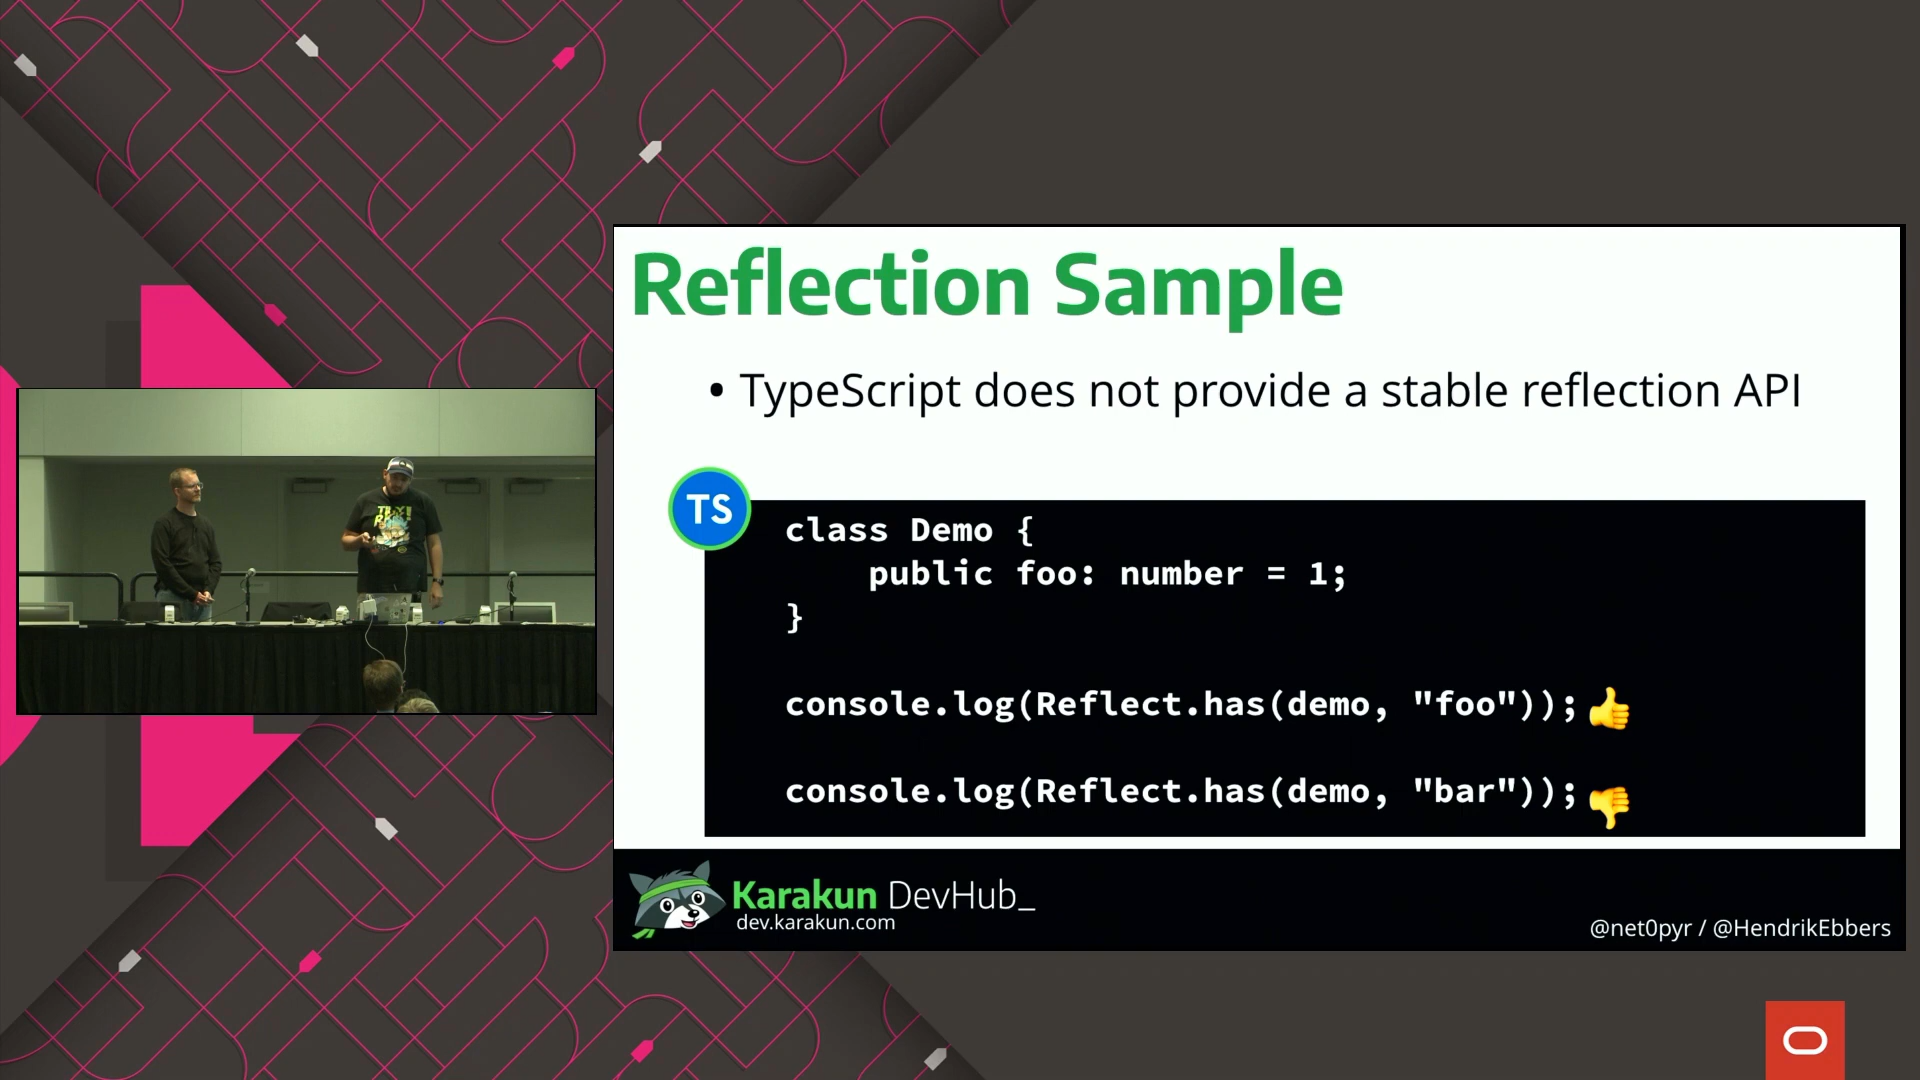 Reflection Sample
• TypeScript does not provide a stable reflection API
TS
class Demo {
    public foo: number = 1;
}
console.log(Reflect.has(demo, "foo"));
console.log(Reflect.has(demo, "bar"));
Karakun DevHub_
dev.karakun.com
@net0pyr / @HendrikEbbers